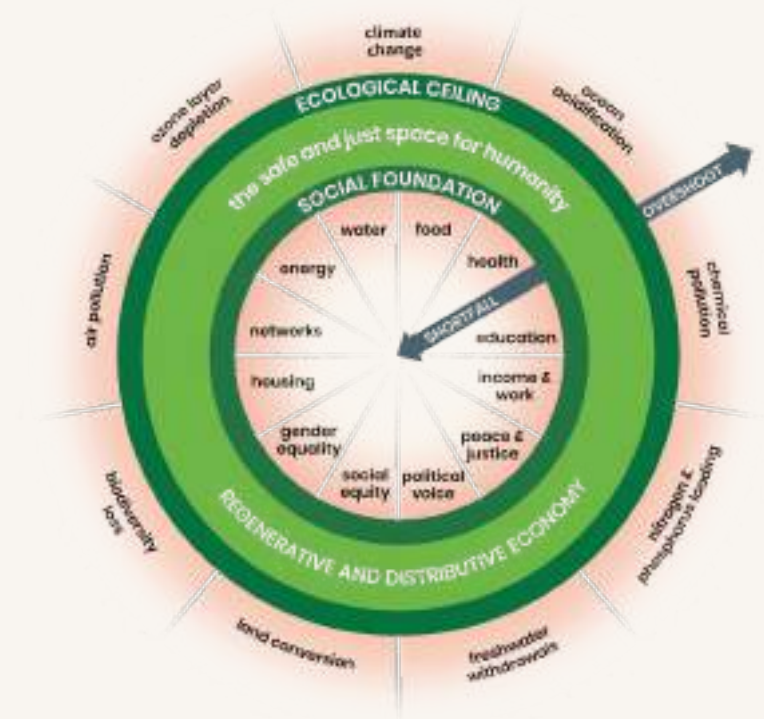 climate
change
ocean
acidification
chemical
pollution
nitrogen &
phosphorus loading
freshwater
withdrawals
land conversion
biodiversity
loss
air pollution
ozone layer
depletion
ECOLOGICAL CEILING
OVERSHOOT
the safe and just space for humanity
SOCIAL FOUNDATION
water
food
health
SHORTFALL
education
income &
work
peace &
justice
political
voice
social
equity
gender
equality
housing
networks
energy
REGENERATIVE AND DISTRIBUTIVE ECONOMY